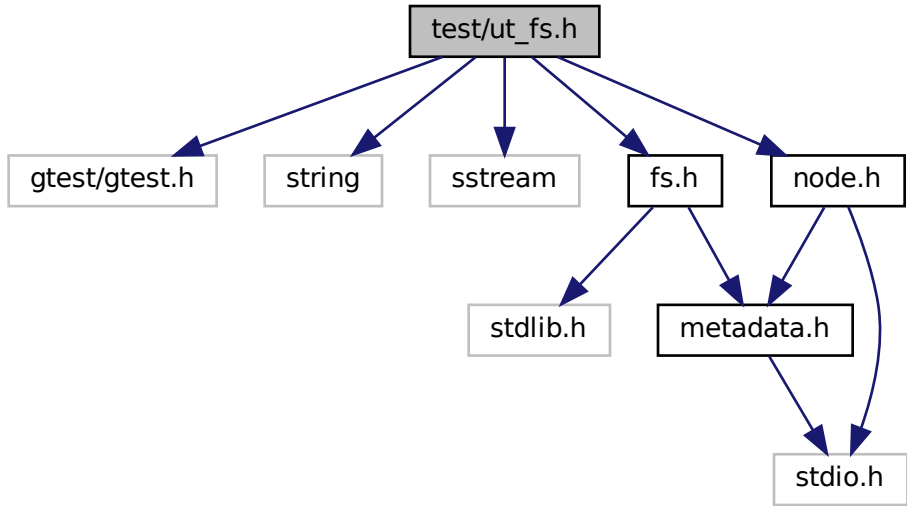 test/ut_fs.h
gtest/gtest.h
string
sstream
fs.h
node.h
stdlib.h
metadata.h
stdio.h